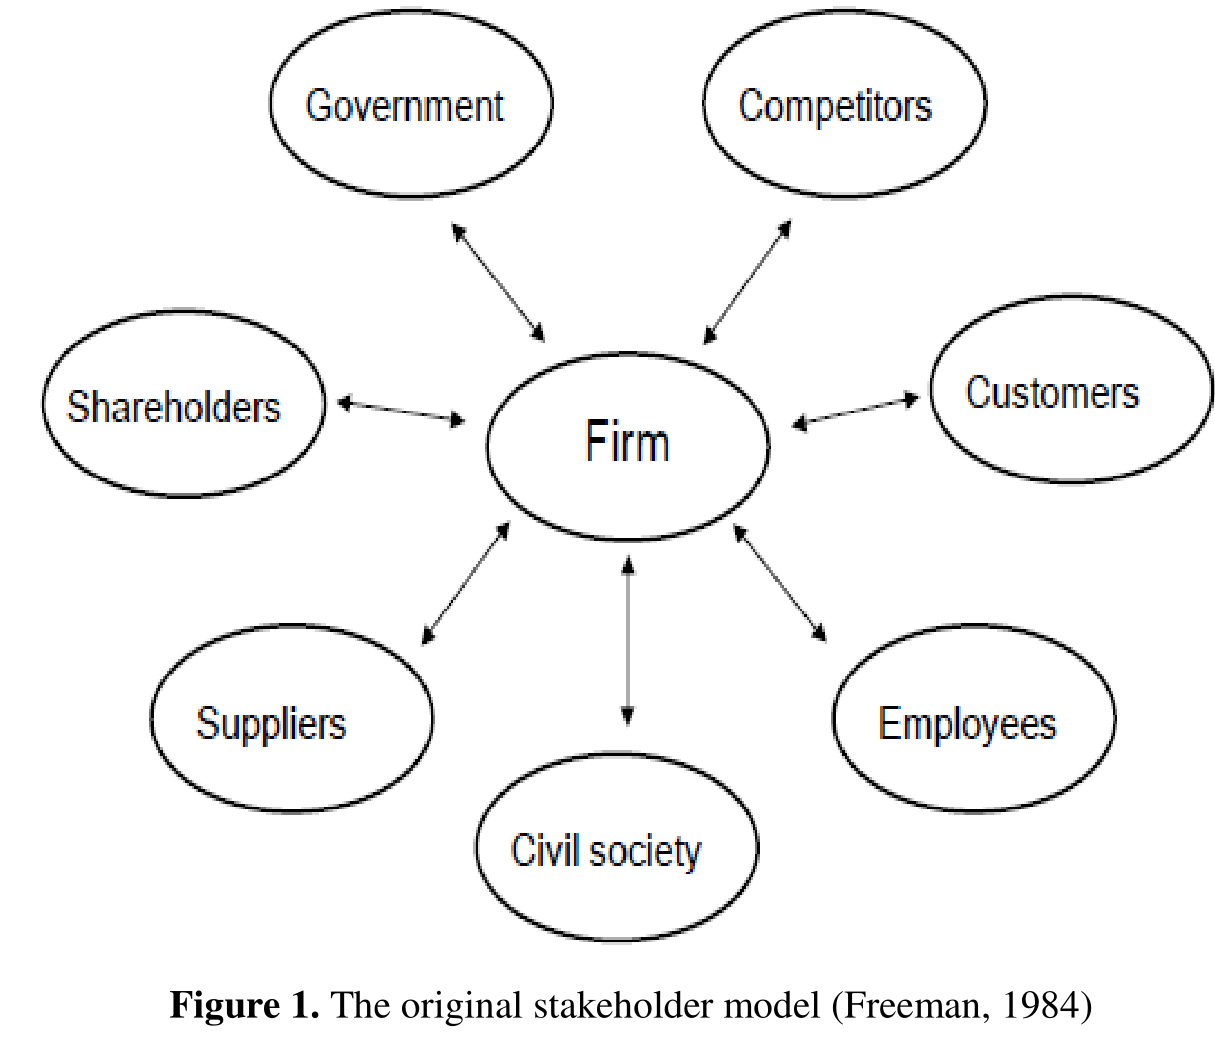 Government
Competitors
Shareholders
Customers
Firm
Suppliers
Employees
Civil society
Figure 1. The original stakeholder model (Freeman, 1984)